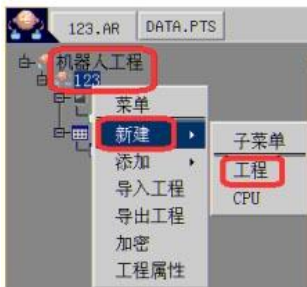 123.AR
DATA.PTS
机器人工程
123
菜单
新建
添加
导入工程
导出工程
加密
工程属性
子菜单
工程
CPU